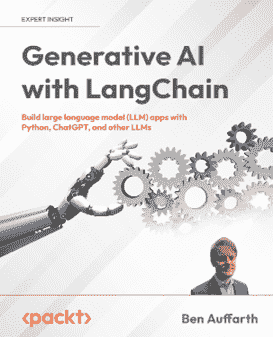 EXPERT INSIGHT
Generative AI
with LangChain
Build large language model (LLM) apps with
Python, ChatGPT, and other LLMs
<packt>
Ben Auffarth